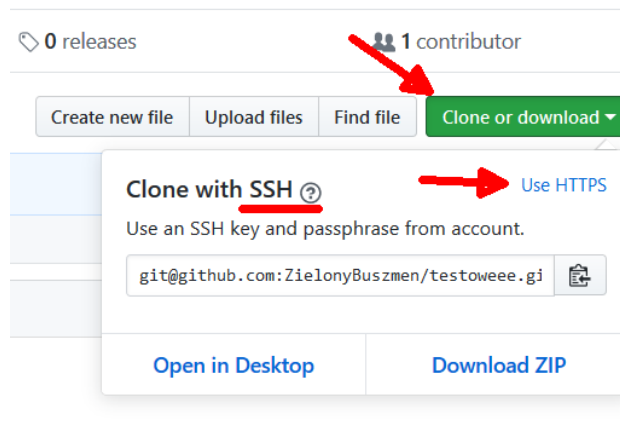 0 releases
1 contributor
Create new file
Upload files
Find file
Clone or download
Clone with SSH ?
Use HTTPS
Use an SSH key and passphrase from account.
git@github.com:ZielonyBuszmen/testoweee.gi
Open in Desktop
Download ZIP